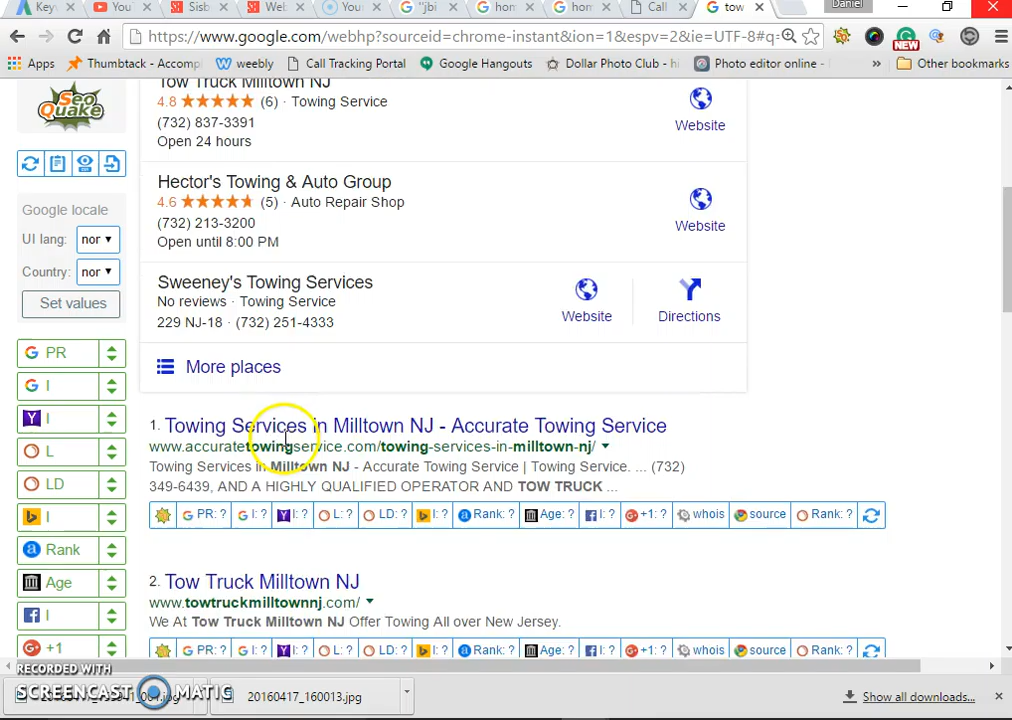 Key
You
Sisb
Web
Your
"jbi
hom
hom
Call
tow
Daniel
https://www.google.com/webhp?sourceid=chrome-instant&ion=1&espv=2&ie=UTF-8#q=
NEW
Apps
Thumbtack - Accomp
weebly
Call Tracking Portal
Google Hangouts
Dollar Photo Club - hi
Photo editor online -
»
Other bookmarks
SEO Quake
Google locale
UI lang: nor
Country: nor
Set values
G PR
G I
Y I
L
LD
b I
a Rank
Age
f I
G+ +1
Tow Truck Milltown NJ
4.8 ★★★★★ (6) · Towing Service
(732) 837-3391
Open 24 hours
Website
Hector's Towing & Auto Group
4.6 ★★★★★ (5) · Auto Repair Shop
(732) 213-3200
Open until 8:00 PM
Website
Sweeney's Towing Services
No reviews · Towing Service
229 NJ-18 · (732) 251-4333
Website
Directions
More places
1. Towing Services in Milltown NJ - Accurate Towing Service
www.accuratetowingservice.com/towing-services-in-milltown-nj/
Towing Services in Milltown NJ - Accurate Towing Service | Towing Service. ... (732)
349-6439, AND A HIGHLY QUALIFIED OPERATOR AND TOW TRUCK ...
PR: ? I: ? I: ? L: ? LD: ? I: ? Rank: ? Age: ? I: ? +1: ? whois source Rank: ?
2. Tow Truck Milltown NJ
www.towtruckmilltownnj.com/
We At Tow Truck Milltown NJ Offer Towing All over New Jersey.
PR: ? I: ? I: ? L: ? LD: ? I: ? Rank: ? Age: ? I: ? +1: ? whois source Rank: ?
RECORDED WITH
SCREENCAST MATIC
20160417_160013.jpg
Show all downloads...